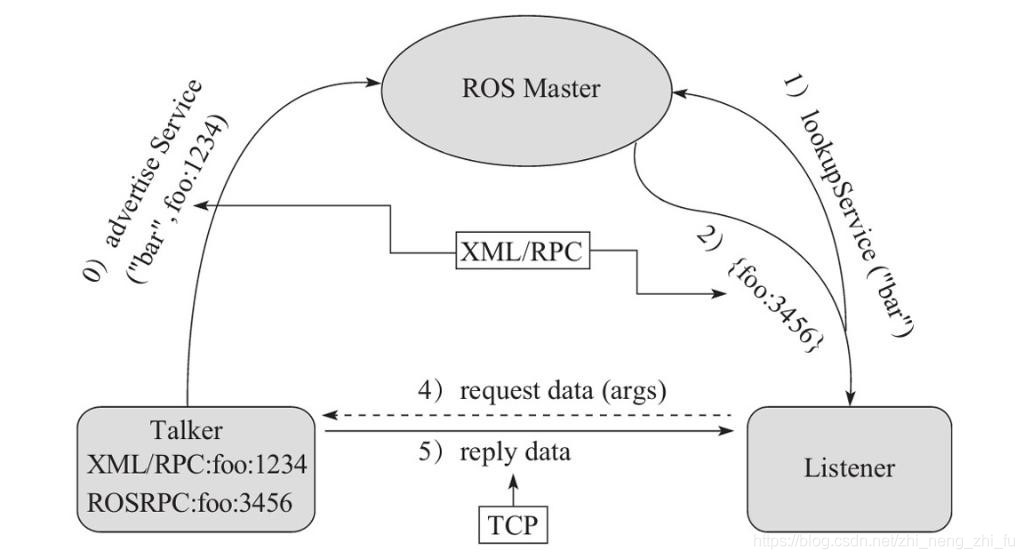 ROS Master
0）advertise Service
("bar",foo:1234)
1）lookupService ("bar")
2）{foo:3456}
XML/RPC
4）request data (args)
5）reply data
TCP
Talker
XML/RPC:foo:1234
ROSRPC:foo:3456
Listener
https://blog.csdn.net/zhi_neng_zhi_fu